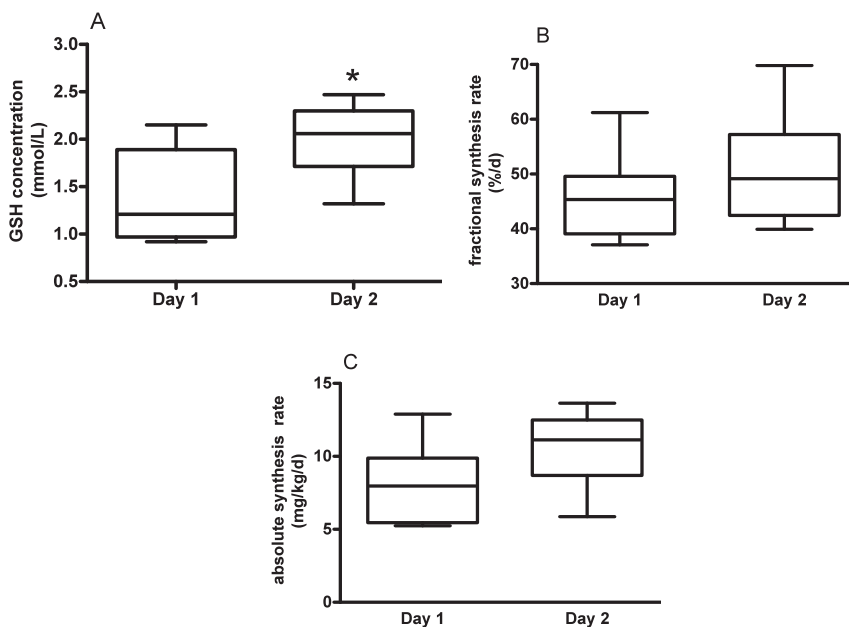 A
GSH concentration
(mmol/L)
3.0
2.5
2.0
1.5
1.0
0.5
*
Day 1
Day 2
B
fractional synthesis rate
(%/d)
70
60
50
40
30
Day 1
Day 2
C
absolute synthesis rate
(mg/kg/d)
15
10
5
0
Day 1
Day 2